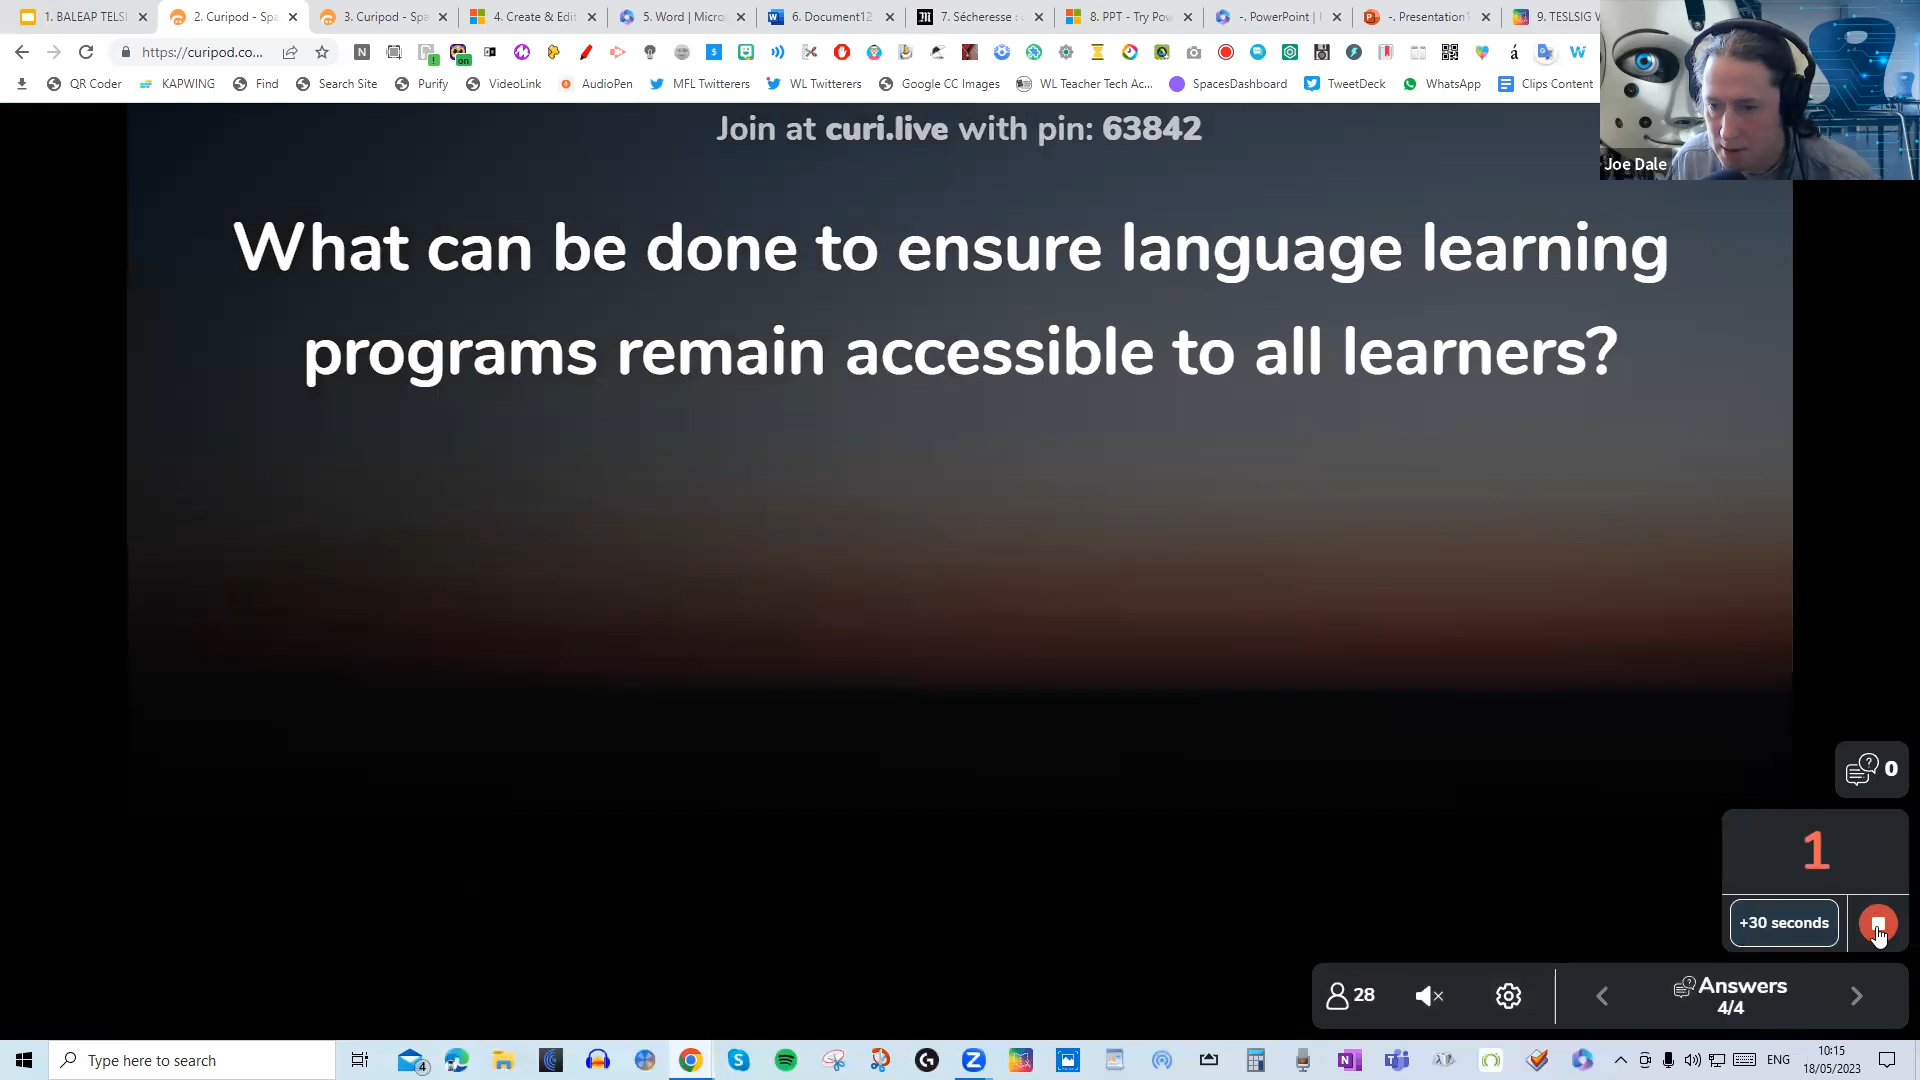 1. BALEAP TELS
2. Curipod - Spa
3. Curipod - Spa
4. Create & Edit
5. Word | Micro
6. Document12
7. Sécheresse :
8. PPT - Try Pow
-. PowerPoint |
-. Presentation1
9. TESLSIG W
https://curipod.co...
QR Coder
KAPWING
Find
Search Site
Purify
VideoLink
AudioPen
MFL Twitterers
WL Twitterers
Google CC Images
WL Teacher Tech Ac...
SpacesDashboard
TweetDeck
WhatsApp
Clips Content
Joe Dale
Join at curi.live with pin: 63842
What can be done to ensure language learning
programs remain accessible to all learners?
0
1
+30 seconds
28
Answers
4/4
Type here to search
4
ENG
10:15
18/05/2023